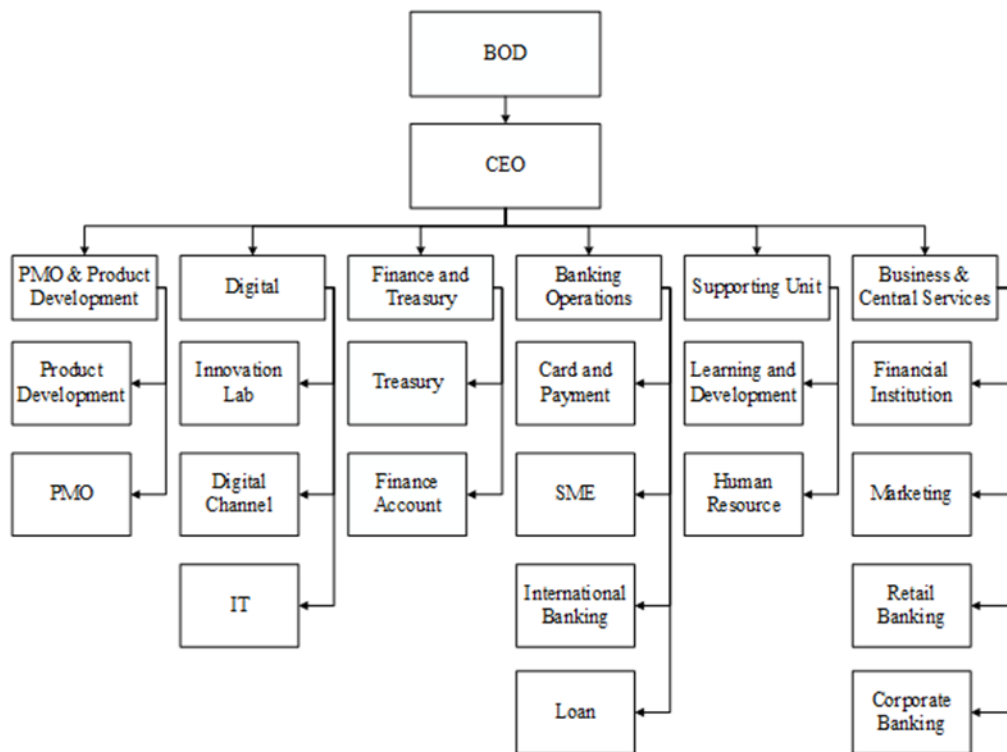 BOD
CEO
PMO & Product
Development
Digital
Finance and
Treasury
Banking
Operations
Supporting Unit
Business &
Central Services
Product
Development
Innovation
Lab
Treasury
Card and
Payment
Learning and
Development
Financial
Institution
PMO
Digital
Channel
Finance
Account
SME
Human
Resource
Marketing
IT
International
Banking
Retail
Banking
Loan
Corporate
Banking